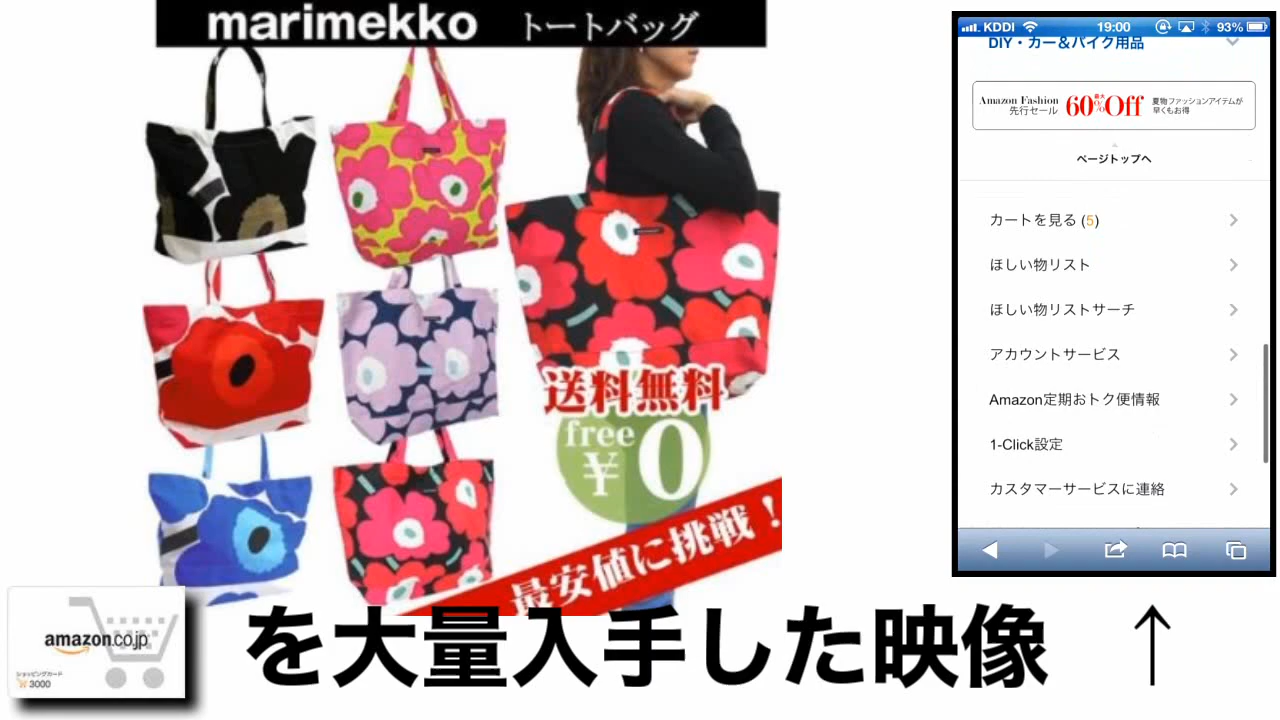 marimekko トートバッグ
送料無料
free
¥0
最安値に挑戦！
KDDI 19:00 93%
DIY・カー＆バイク用品
Amazon Fashion
先行セール
最大
60%Off
夏物ファッションアイテムが
早くもお得
ページトップへ
カートを見る (5)
ほしい物リスト
ほしい物リストサーチ
アカウントサービス
Amazon定期おトク便情報
1-Click設定
カスタマーサービスに連絡
amazon.co.jp
ショッピングカード
3000
を大量入手した映像 ↑